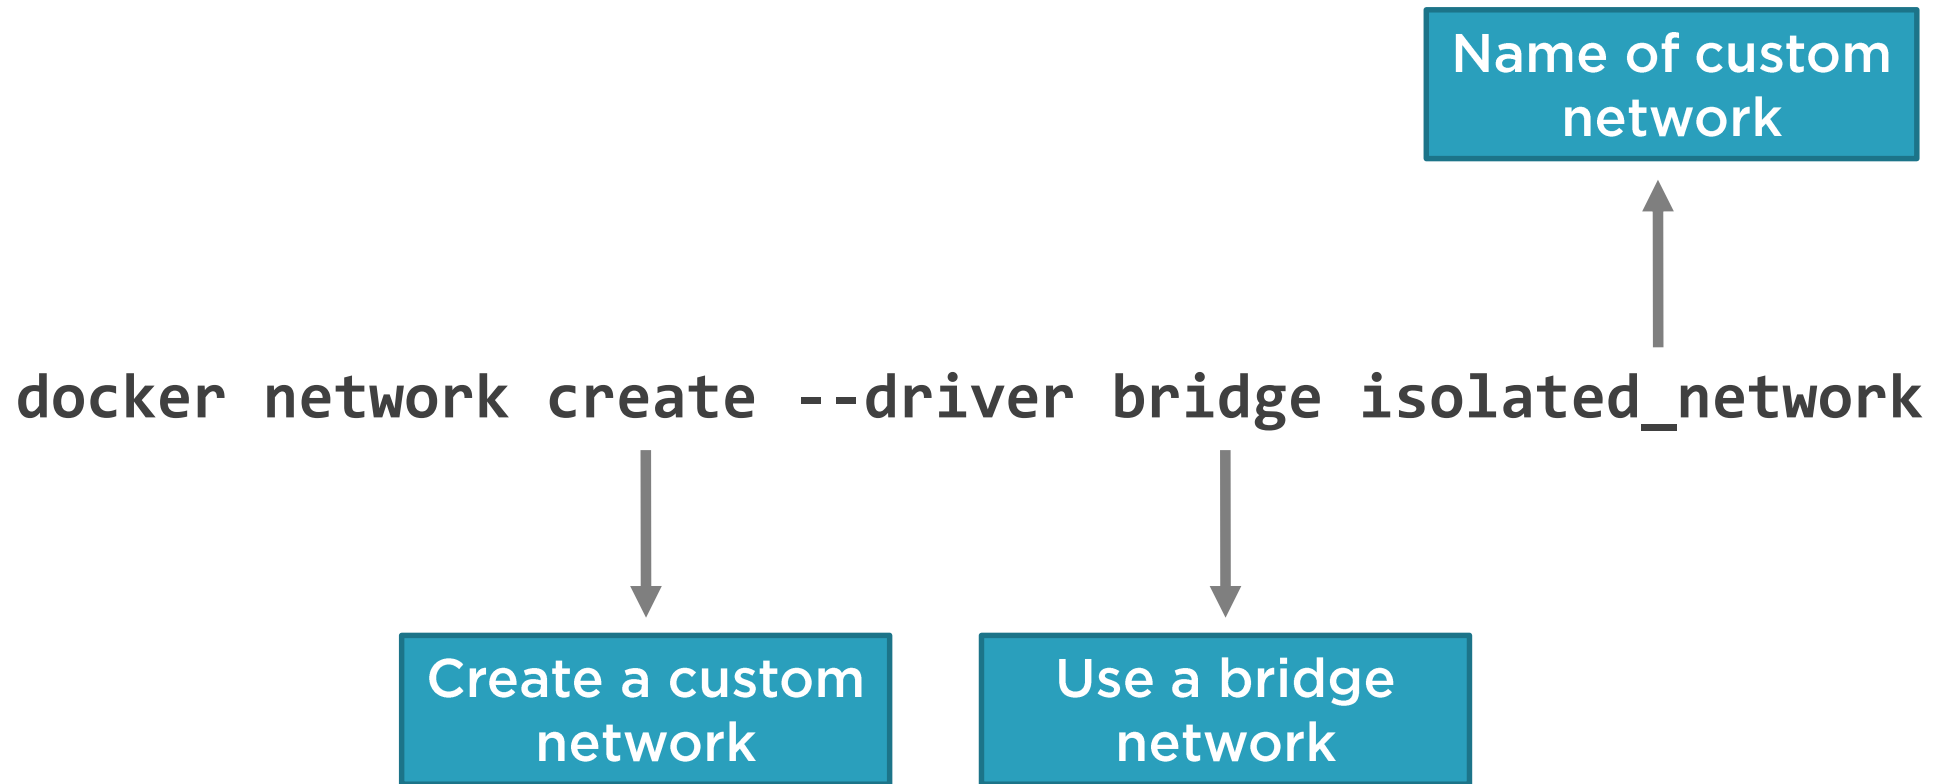 Name of custom
network
docker network create --driver bridge isolated_network
Create a custom
network
Use a bridge
network